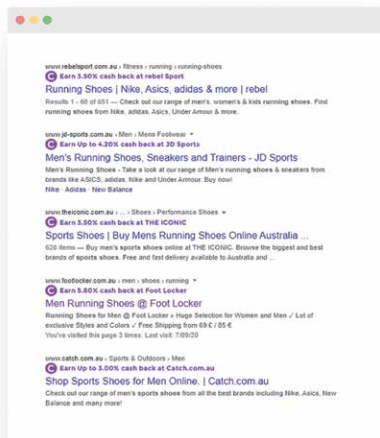 www.rebelsport.com.au › fitness › running › running-shoes
C Earn 3.50% cash back at rebel Sport
Running Shoes | Nike, Asics, adidas & more | rebel
Results 1 - 60 of 651 — Check out our range of men's, women's & kids running shoes. Find
running shoes from Nike, adidas, Asics, Under Armour & more.
www.jd-sports.com.au › Men › Mens Footwear
C Earn Up to 4.20% cash back at JD Sports
Men's Running Shoes, Sneakers and Trainers - JD Sports
Men's Running Shoes - Take a look at our range of Men's running shoes & sneakers from
brands like ASICS, adidas, Nike and Under Armour. Buy now!
Nike · Adidas · New Balance
www.theiconic.com.au › ... › Shoes › Performance Shoes
C Earn 3.50% cash back at THE ICONIC
Sports Shoes | Buy Mens Running Shoes Online Australia ...
628 items — Buy men's sports shoes online at THE ICONIC. Browse the biggest and best
brands of sports shoes. Free and fast delivery available to Australia and ...
www.footlocker.com.au › men › shoes › running
C Earn 5.60% cash back at Foot Locker
Men Running Shoes @ Foot Locker
Running Shoes for Men @ Foot Locker » Huge Selection for Women and Men ✓ Lot of
exclusive Styles and Colors ✓ Free Shipping from 69 £ / 85 €
You've visited this page 3 times. Last visit: 7/09/20
www.catch.com.au › Sports & Outdoors › Men
C Earn Up to 3.00% cash back at Catch.com.au
Shop Sports Shoes for Men Online. | Catch.com.au
Check out our range of men's sports shoes from all the best brands including Nike, Asics, New
Balance and many more!